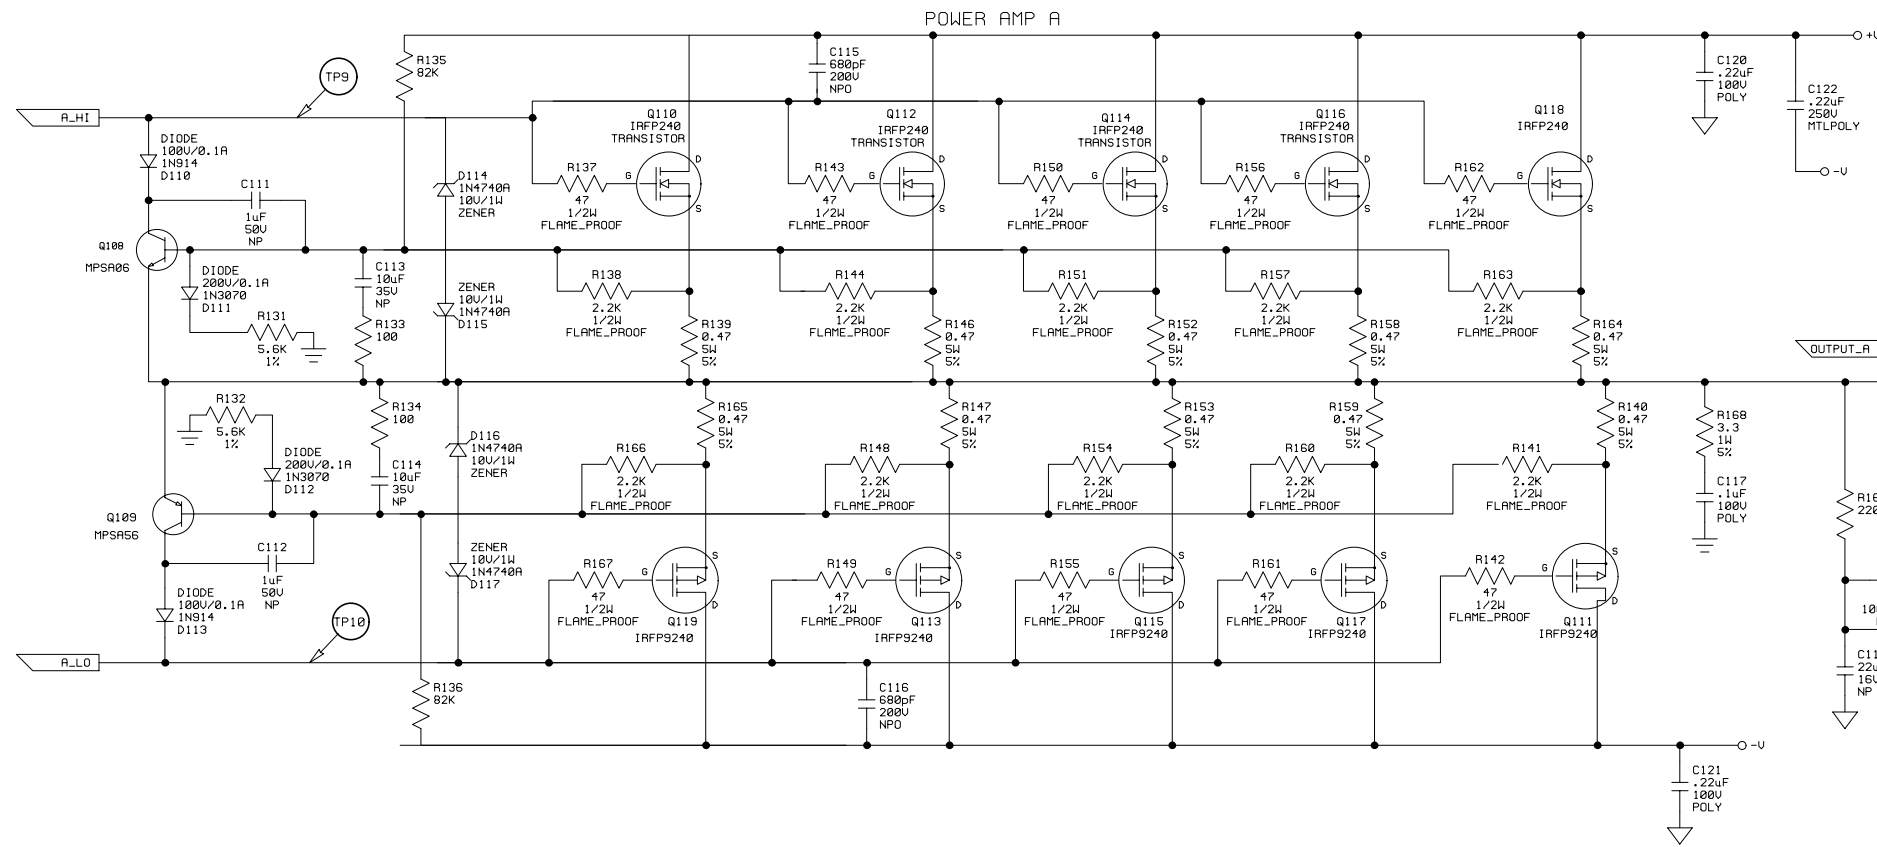 POWER AMP A
+V
R135
82K
C115
680pF
200V
NPO
C120
.22uF
100V
POLY
C122
.22uF
250V
MTLPOLY
-V
TP9
A_HI
DIODE
100V/0.1A
1N914
D110
C111
1uF
50V
NP
D114
1N4740A
10V/1W
ZENER
Q110
IRFP240
TRANSISTOR
Q112
IRFP240
TRANSISTOR
Q114
IRFP240
TRANSISTOR
Q116
IRFP240
TRANSISTOR
Q118
IRFP240
D
D
D
D
D
R137
G
47
1/2W
FLAME_PROOF
R143
G
47
1/2W
FLAME_PROOF
R150
G
47
1/2W
FLAME_PROOF
R156
G
47
1/2W
FLAME_PROOF
R162
G
47
1/2W
FLAME_PROOF
S
S
S
S
S
Q108
MPSA06
DIODE
200V/0.1A
1N3070
D111
R131
5.6K
1%
C113
10uF
35V
NP
R133
100
ZENER
10V/1W
1N4740A
D115
R138
2.2K
1/2W
FLAME_PROOF
R144
2.2K
1/2W
FLAME_PROOF
R151
2.2K
1/2W
FLAME_PROOF
R157
2.2K
1/2W
FLAME_PROOF
R163
2.2K
1/2W
FLAME_PROOF
R139
0.47
5W
5%
R146
0.47
5W
5%
R152
0.47
5W
5%
R158
0.47
5W
5%
R164
0.47
5W
5%
OUTPUT_A
R132
5.6K
1%
R134
100
R165
0.47
5W
5%
R147
0.47
5W
5%
R153
0.47
5W
5%
R159
0.47
5W
5%
R140
0.47
5W
5%
R168
3.3
1W
5%
DIODE
200V/0.1A
1N3070
D112
C114
10uF
35V
NP
D116
1N4740A
10V/1W
ZENER
R166
2.2K
1/2W
FLAME_PROOF
R148
2.2K
1/2W
FLAME_PROOF
R154
2.2K
1/2W
FLAME_PROOF
R160
2.2K
1/2W
FLAME_PROOF
R141
2.2K
1/2W
FLAME_PROOF
C117
.1uF
100V
POLY
Q109
MPSA56
C112
1uF
50V
NP
ZENER
10V/1W
1N4740A
D117
S
S
S
S
S
R167
G
47
1/2W
FLAME_PROOF
R149
G
47
1/2W
FLAME_PROOF
R155
G
47
1/2W
FLAME_PROOF
R161
G
47
1/2W
FLAME_PROOF
R142
G
47
1/2W
FLAME_PROOF
D
D
D
D
D
Q119
IRFP9240
Q113
IRFP9240
Q115
IRFP9240
Q117
IRFP9240
Q111
IRFP9240
DIODE
100V/0.1A
1N914
D113
TP10
A_LO
R136
82K
C116
680pF
200V
NPO
NP
-V
C121
.22uF
100V
POLY